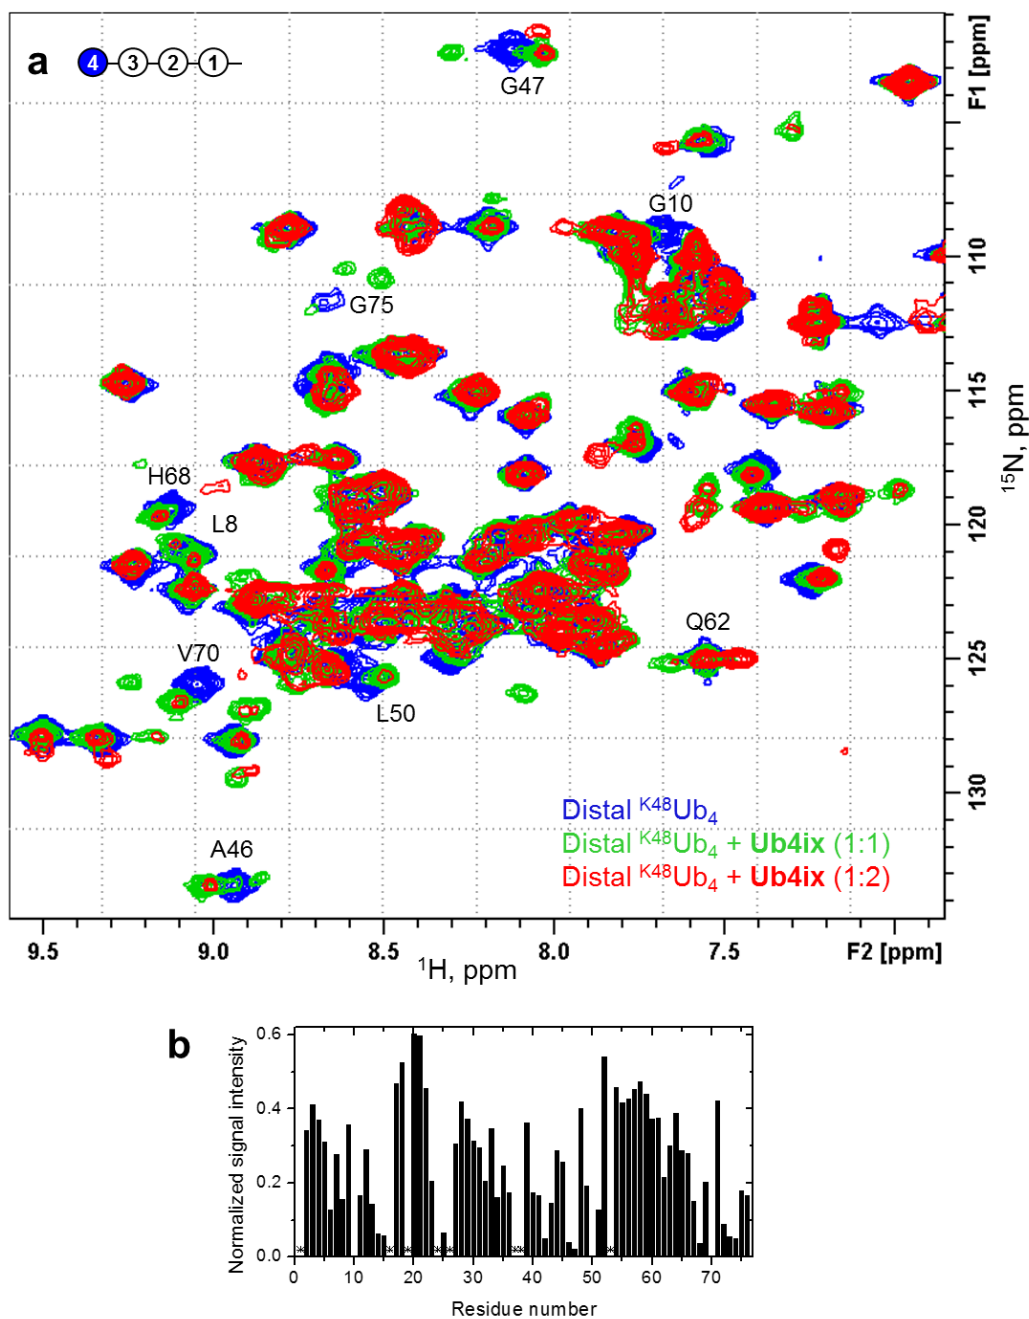 a
4 3 2 1
G47
F1 [ppm]
G10
G75
110
115
15N, ppm
H68
L8
120
Q62
V70
125
L50
130
Distal K48Ub4
Distal K48Ub4 + Ub4ix (1:1)
Distal K48Ub4 + Ub4ix (1:2)
A46
9.5 9.0 8.5 8.0 7.5 F2 [ppm]
1H, ppm
b
Normalized signal intensity
0.6
0.4
0.2
0.0
* * * * * * * *
0 10 20 30 40 50 60 70
Residue number